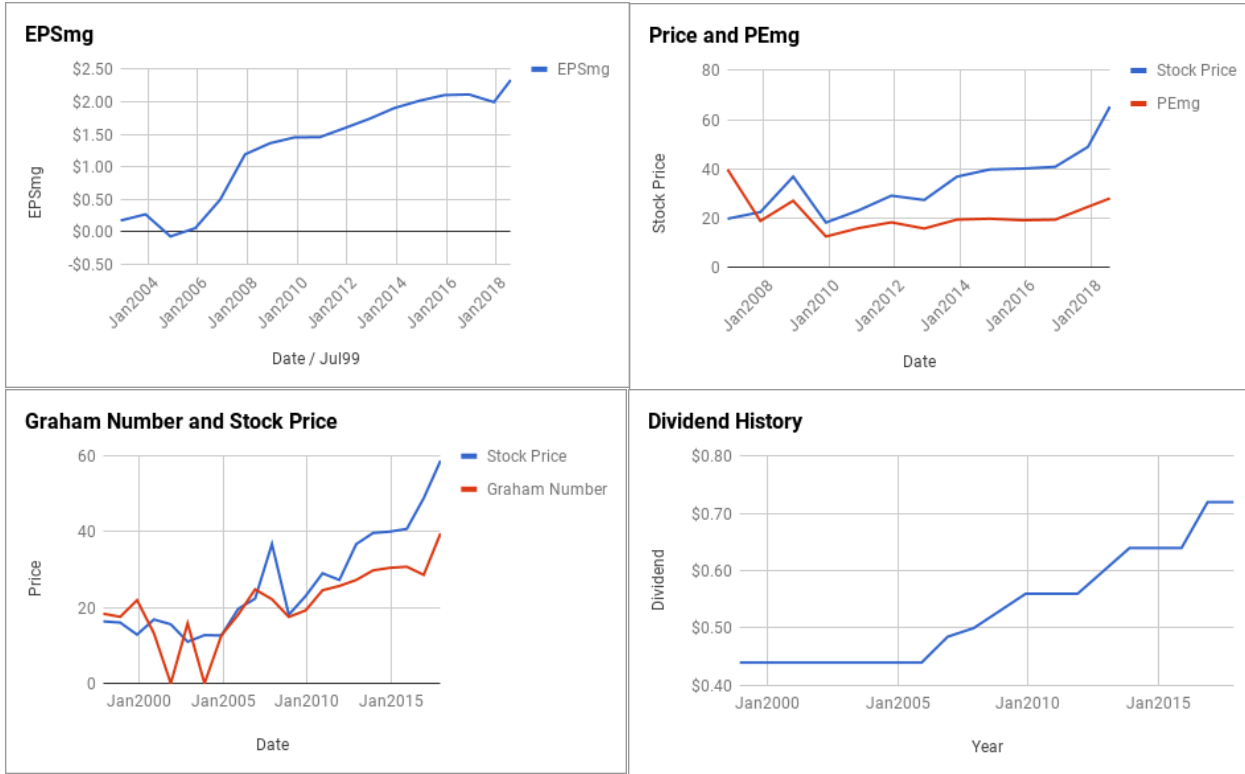 EPSmg
$2.50
$2.00
$1.50
$1.00
$0.50
$0.00
-$0.50
EPSmg
Jan2004
Jan2006
Jan2008
Jan2010
Jan2012
Jan2014
Jan2016
Jan2018
Date / Jul99
EPSmg
Price and PEmg
80
60
40
20
0
Stock Price
Jan2008
Jan2010
Jan2012
Jan2014
Jan2016
Jan2018
Date
Stock Price
PEmg
Graham Number and Stock Price
60
40
20
0
Price
Jan2000
Jan2005
Jan2010
Jan2015
Date
Stock Price
Graham Number
Dividend History
$0.80
$0.70
$0.60
$0.50
$0.40
Dividend
Jan2000
Jan2005
Jan2010
Jan2015
Year